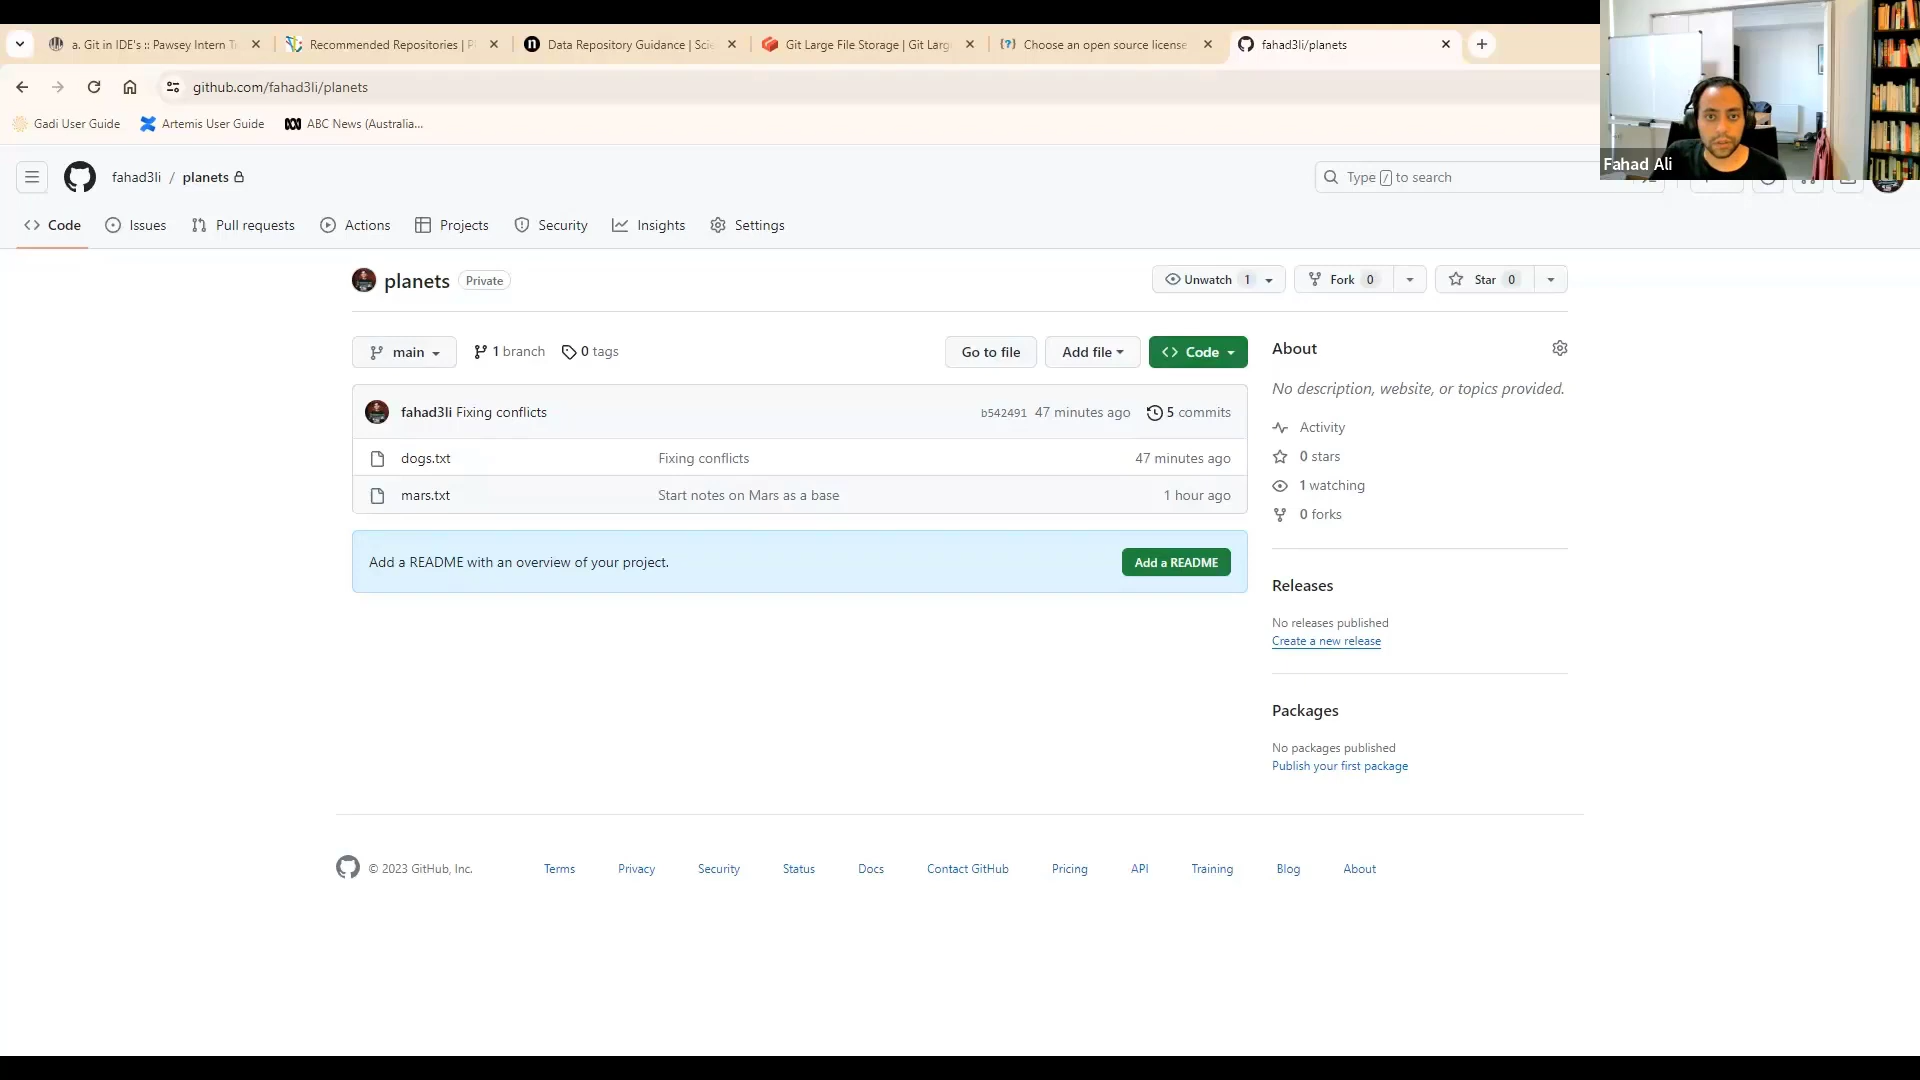 a. Git in IDE's :: Pawsey Intern T
Recommended Repositories | P
Data Repository Guidance | Scie
Git Large File Storage | Git Larg
Choose an open source license
fahad3li/planets
github.com/fahad3li/planets
Gadi User Guide
Artemis User Guide
ABC News (Australia...
Fahad Ali
fahad3li / planets
Type / to search
Code
Issues
Pull requests
Actions
Projects
Security
Insights
Settings
planets Private
Unwatch 1
Fork 0
Star 0
main
1 branch
0 tags
Go to file
Add file
Code
fahad3li Fixing conflicts
b542491 47 minutes ago
5 commits
dogs.txt Fixing conflicts 47 minutes ago
mars.txt Start notes on Mars as a base 1 hour ago
Add a README with an overview of your project.
Add a README
About
No description, website, or topics provided.
Activity
0 stars
1 watching
0 forks
Releases
No releases published
Create a new release
Packages
No packages published
Publish your first package
© 2023 GitHub, Inc.
Terms
Privacy
Security
Status
Docs
Contact GitHub
Pricing
API
Training
Blog
About